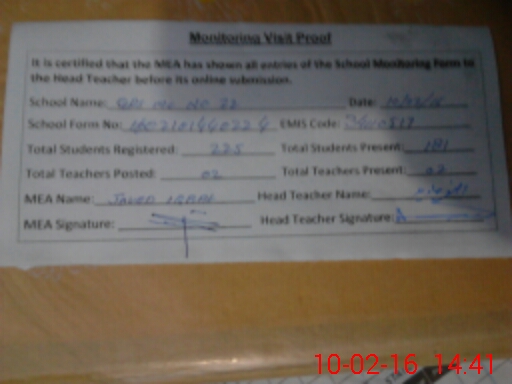 Monitoring Visit Proof
It is certified that the MEA has shown all entries of the School Monitoring Form to
the Head Teacher before its online submission.
School Name: Date:
School Form No: EMIS Code:
Total Students Registered: 225 Total Students Present: 181
Total Teachers Posted: 02 Total Teachers Present: 02
MEA Name: Head Teacher Name:
MEA Signature: Head Teacher Signature:
10-02-16 14:41